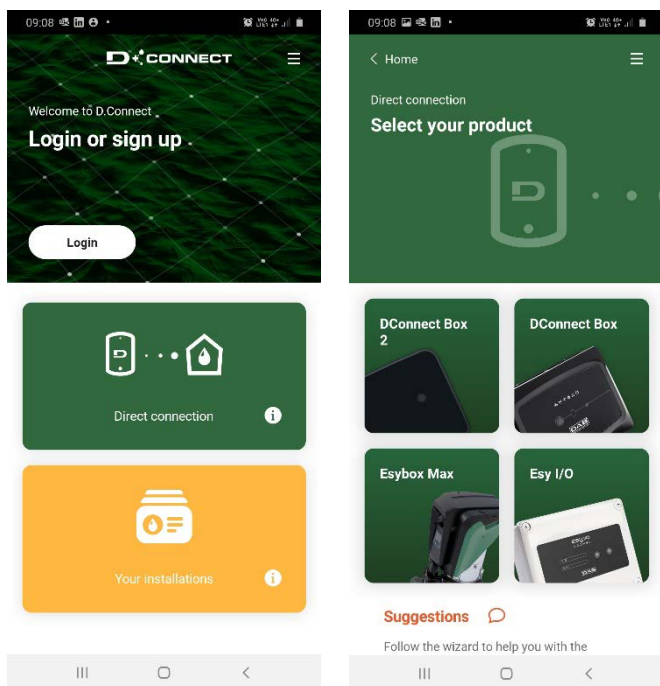 09:08
D+CONNECT
Welcome to D.Connect
Login or sign up
Login
D
Direct connection
i
Your installations
i
09:08
Home
Direct connection
Select your product
D
DConnect Box
2
DConnect Box
DAB
Esybox Max
Esy I/O
DAB
Suggestions
Follow the wizard to help you with the